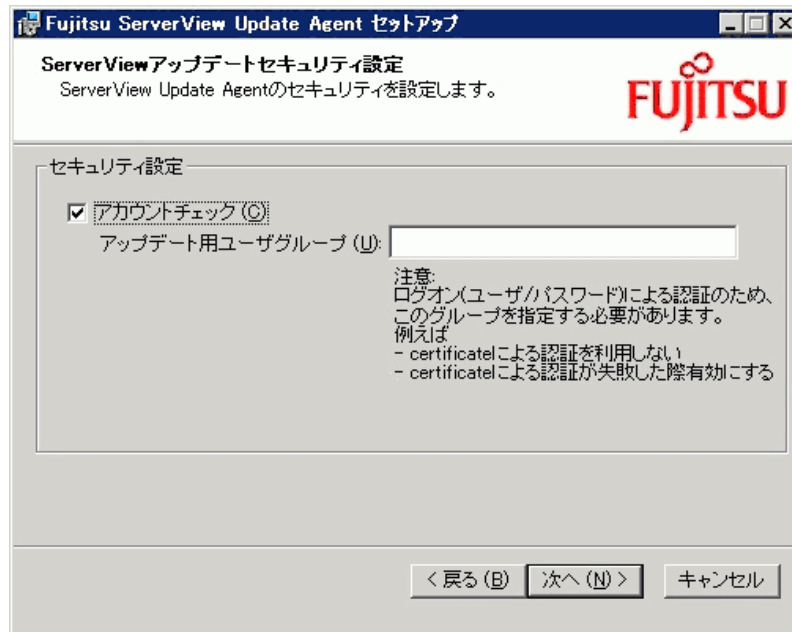 Fujitsu ServerView Update Agent セットアップ
ServerViewアップデートセキュリティ設定
ServerView Update Agentのセキュリティを設定します。
FUJITSU
セキュリティ設定
アカウントチェック(C)
アップデート用ユーザグループ(U):
注意:
ログオン(ユーザ/パスワード)による認証のため、
このグループを指定する必要があります。
例えば
- certificateによる認証を利用しない
- certificateによる認証が失敗した際有効にする
< 戻る(B)
次へ(N) >
キャンセル